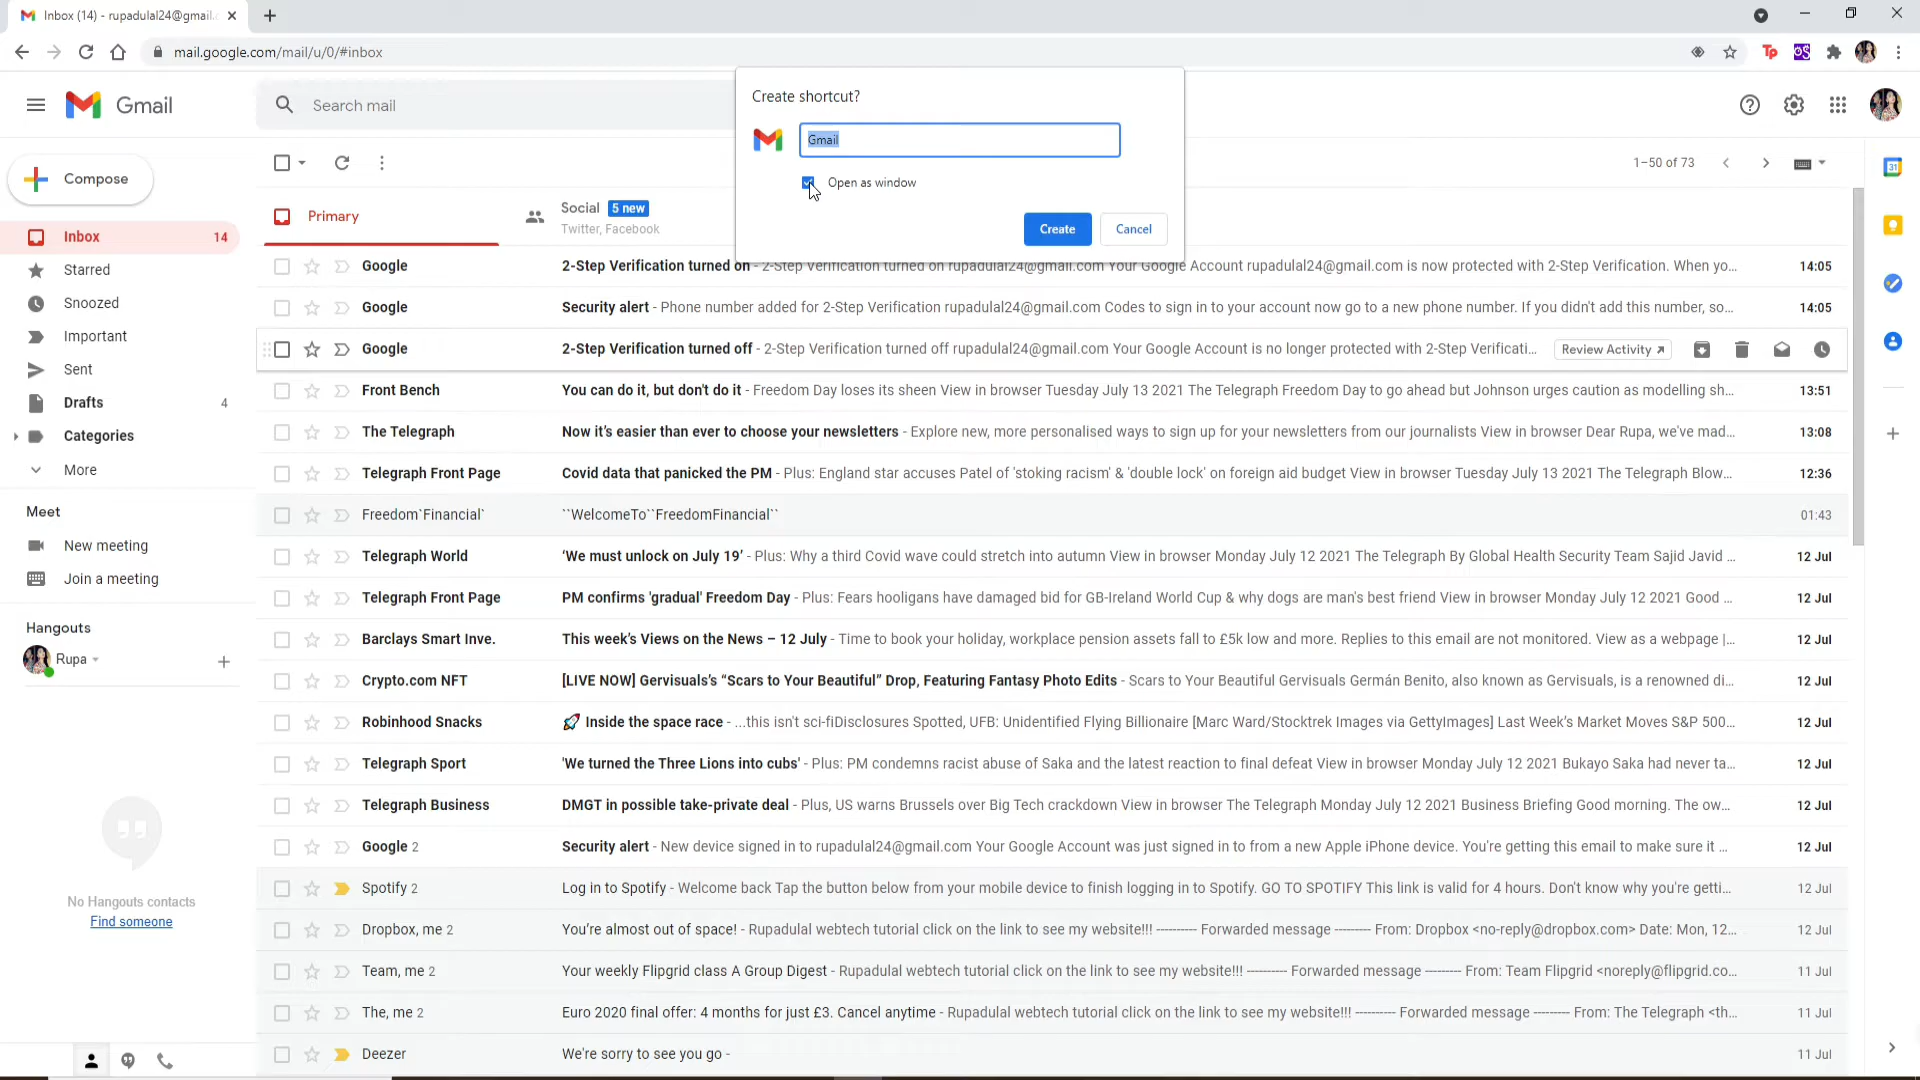 Inbox (14) - rupadulal24@gmail.
mail.google.com/mail/u/0/#inbox
Gmail
Search mail
Create shortcut?
Gmail
Open as window
Create
Cancel
1–50 of 73
Compose
Inbox 14
Starred
Snoozed
Important
Sent
Drafts 4
Categories
More
Meet
New meeting
Join a meeting
Hangouts
Rupa
No Hangouts contacts
Find someone
Primary
Social 5 new
Twitter, Facebook
Google 2-Step Verification turned on - 2-Step Verification turned on rupadulal24@gmail.com Your Google Account rupadulal24@gmail.com is now protected with 2-Step Verification. When yo... 14:05
Google Security alert - Phone number added for 2-Step Verification rupadulal24@gmail.com Codes to sign in to your account now go to a new phone number. If you didn't add this number, so... 14:05
Google 2-Step Verification turned off - 2-Step Verification turned off rupadulal24@gmail.com Your Google Account is no longer protected with 2-Step Verificati... Review Activity
Front Bench You can do it, but don't do it - Freedom Day loses its sheen View in browser Tuesday July 13 2021 The Telegraph Freedom Day to go ahead but Johnson urges caution as modelling sh... 13:51
The Telegraph Now it's easier than ever to choose your newsletters - Explore new, more personalised ways to sign up for your newsletters from our journalists View in browser Dear Rupa, we've mad... 13:08
Telegraph Front Page Covid data that panicked the PM - Plus: England star accuses Patel of 'stoking racism' & 'double lock' on foreign aid budget View in browser Tuesday July 13 2021 The Telegraph Blow... 12:36
Freedom`Financial` ``WelcomeTo``FreedomFinancial`` 01:43
Telegraph World ‘We must unlock on July 19’ - Plus: Why a third Covid wave could stretch into autumn View in browser Monday July 12 2021 The Telegraph By Global Health Security Team Sajid Javid ... 12 Jul
Telegraph Front Page PM confirms 'gradual' Freedom Day - Plus: Fears hooligans have damaged bid for GB-Ireland World Cup & why dogs are man's best friend View in browser Monday July 12 2021 Good ... 12 Jul
Barclays Smart Inve. This week’s Views on the News – 12 July - Time to book your holiday, workplace pension assets fall to £5k low and more. Replies to this email are not monitored. View as a webpage |... 12 Jul
Crypto.com NFT [LIVE NOW] Gervisuals’s “Scars to Your Beautiful” Drop, Featuring Fantasy Photo Edits - Scars to Your Beautiful Gervisuals Germán Benito, also known as Gervisuals, is a renowned di... 12 Jul
Robinhood Snacks 🚀 Inside the space race - ...this isn't sci-fiDisclosures Spotted, UFB: Unidentified Flying Billionaire [Marc Ward/Stocktrek Images via GettyImages] Last Week’s Market Moves S&P 500... 12 Jul
Telegraph Sport 'We turned the Three Lions into cubs' - Plus: PM condemns racist abuse of Saka and the latest reaction to final defeat View in browser Monday July 12 2021 Bukayo Saka had never ta... 12 Jul
Telegraph Business DMGT in possible take-private deal - Plus, US warns Brussels over Big Tech crackdown View in browser The Telegraph Monday July 12 2021 Business Briefing Good morning. The ow... 12 Jul
Google 2 Security alert - New device signed in to rupadulal24@gmail.com Your Google Account was just signed in to from a new Apple iPhone device. You're getting this email to make sure it ... 12 Jul
Spotify 2 Log in to Spotify - Welcome back Tap the button below from your mobile device to finish logging in to Spotify. GO TO SPOTIFY This link is valid for 4 hours. Don't know why you're getti... 12 Jul
Dropbox, me 2 You’re almost out of space! - Rupadulal webtech tutorial click on the link to see my website!!! ---------- Forwarded message --------- From: Dropbox <no-reply@dropbox.com> Date: Mon, 12... 12 Jul
Team, me 2 Your weekly Flipgrid class A Group Digest - Rupadulal webtech tutorial click on the link to see my website!!! ---------- Forwarded message --------- From: Team Flipgrid <noreply@flipgrid.co... 11 Jul
The, me 2 Euro 2020 final offer: 4 months for just £3. Cancel anytime - Rupadulal webtech tutorial click on the link to see my website!!! ---------- Forwarded message --------- From: The Telegraph <th... 11 Jul
Deezer We're sorry to see you go - 11 Jul